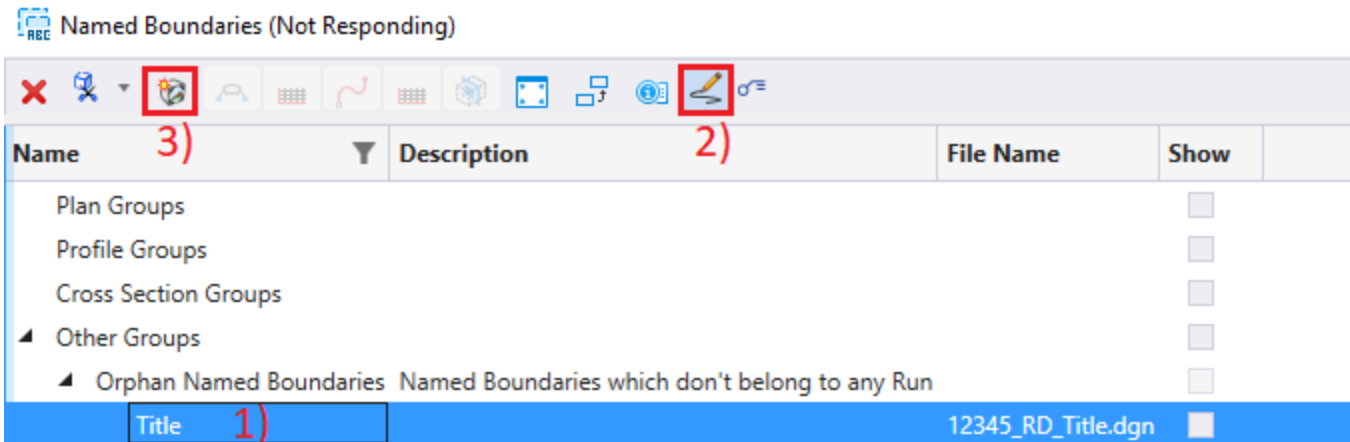 ABC Named Boundaries (Not Responding)
3) 2)
Name Description File Name Show
Plan Groups
Profile Groups
Cross Section Groups
Other Groups
Orphan Named Boundaries Named Boundaries which don't belong to any Run
Title 1) 12345_RD_Title.dgn